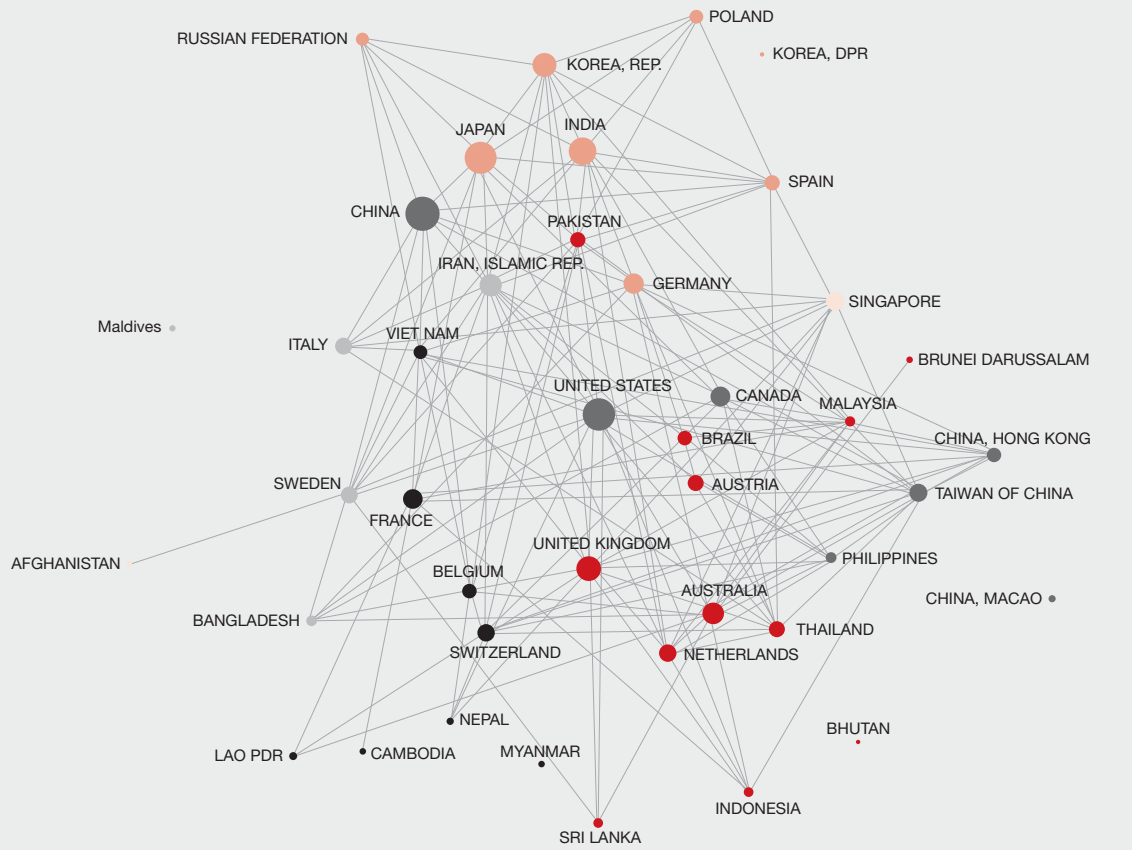 POLAND
RUSSIAN FEDERATION
KOREA, DPR
KOREA, REP.
INDIA
JAPAN
SPAIN
CHINA
PAKISTAN
IRAN, ISLAMIC REP.
GERMANY
SINGAPORE
Maldives
VIET NAM
ITALY
BRUNEI DARUSSALAM
UNITED STATES
CANADA
MALAYSIA
BRAZIL
CHINA, HONG KONG
SWEDEN
AUSTRIA
TAIWAN OF CHINA
FRANCE
UNITED KINGDOM
PHILIPPINES
AFGHANISTAN
BELGIUM
AUSTRALIA
CHINA, MACAO
BANGLADESH
THAILAND
SWITZERLAND
NETHERLANDS
NEPAL
BHUTAN
LAO PDR
CAMBODIA
MYANMAR
INDONESIA
SRI LANKA